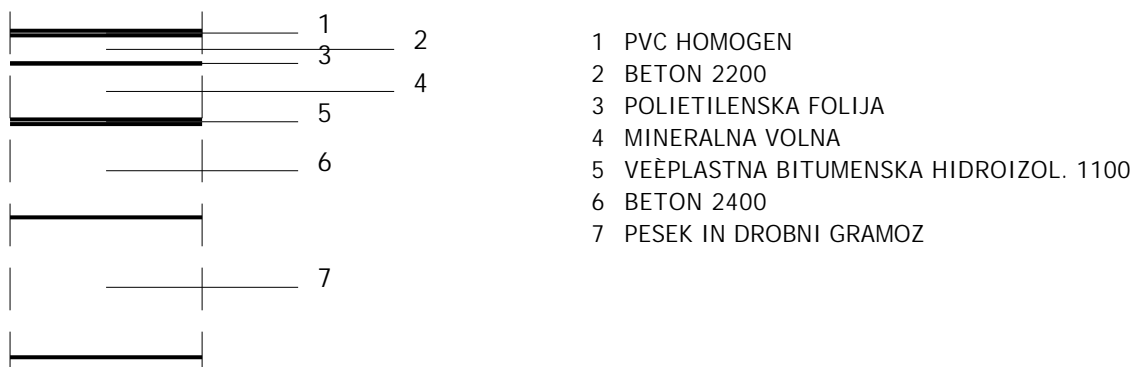 1
2
3
4
5
6
7
1 PVC HOMOGEN
2 BETON 2200
3 POLIETILENSKA FOLIJA
4 MINERALNA VOLNA
5 VEÈPLASTNA BITUMENSKA HIDROIZOL. 1100
6 BETON 2400
7 PESEK IN DROBNI GRAMOZ